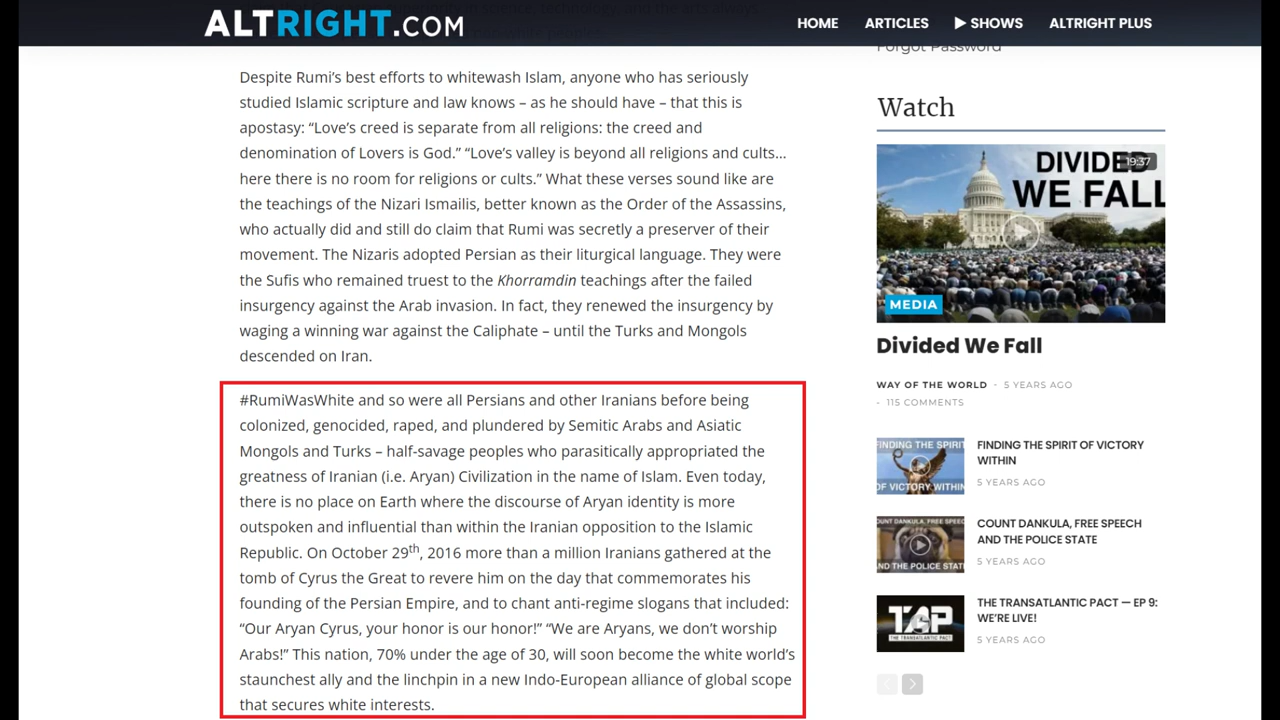 ALTRIGHT.COM
HOME
ARTICLES
SHOWS
ALTRIGHT PLUS
Forgot Password
Despite Rumi’s best efforts to whitewash Islam, anyone who has seriously
studied Islamic scripture and law knows – as he should have – that this is
apostasy: “Love’s creed is separate from all religions: the creed and
denomination of Lovers is God.” “Love’s valley is beyond all religions and cults…
here there is no room for religions or cults.” What these verses sound like are
the teachings of the Nizari Ismailis, better known as the Order of the Assassins,
who actually did and still do claim that Rumi was secretly a preserver of their
movement. The Nizaris adopted Persian as their liturgical language. They were
the Sufis who remained truest to the Khorramdin teachings after the failed
insurgency against the Arab invasion. In fact, they renewed the insurgency by
waging a winning war against the Caliphate – until the Turks and Mongols
descended on Iran.
#RumiWasWhite and so were all Persians and other Iranians before being
colonized, genocided, raped, and plundered by Semitic Arabs and Asiatic
Mongols and Turks – half-savage peoples who parasitically appropriated the
greatness of Iranian (i.e. Aryan) Civilization in the name of Islam. Even today,
there is no place on Earth where the discourse of Aryan identity is more
outspoken and influential than within the Iranian opposition to the Islamic
Republic. On October 29th, 2016 more than a million Iranians gathered at the
tomb of Cyrus the Great to revere him on the day that commemorates his
founding of the Persian Empire, and to chant anti-regime slogans that included:
“Our Aryan Cyrus, your honor is our honor!” “We are Aryans, we don’t worship
Arabs!” This nation, 70% under the age of 30, will soon become the white world’s
staunchest ally and the linchpin in a new Indo-European alliance of global scope
that secures white interests.
Watch
DIVIDED
19:37
WE FALL
MEDIA
Divided We Fall
WAY OF THE WORLD - 5 YEARS AGO
- 115 COMMENTS
FINDING THE SPIRIT
OF VICTORY WITHIN
FINDING THE SPIRIT OF VICTORY
WITHIN
5 YEARS AGO
COUNT DANKULA, FREE SPEEC
AND THE POLICE STATE
COUNT DANKULA, FREE SPEECH
AND THE POLICE STATE
5 YEARS AGO
TAP
THE TRANSATLANTIC PACT
THE TRANSATLANTIC PACT — EP 9:
WE’RE LIVE!
5 YEARS AGO